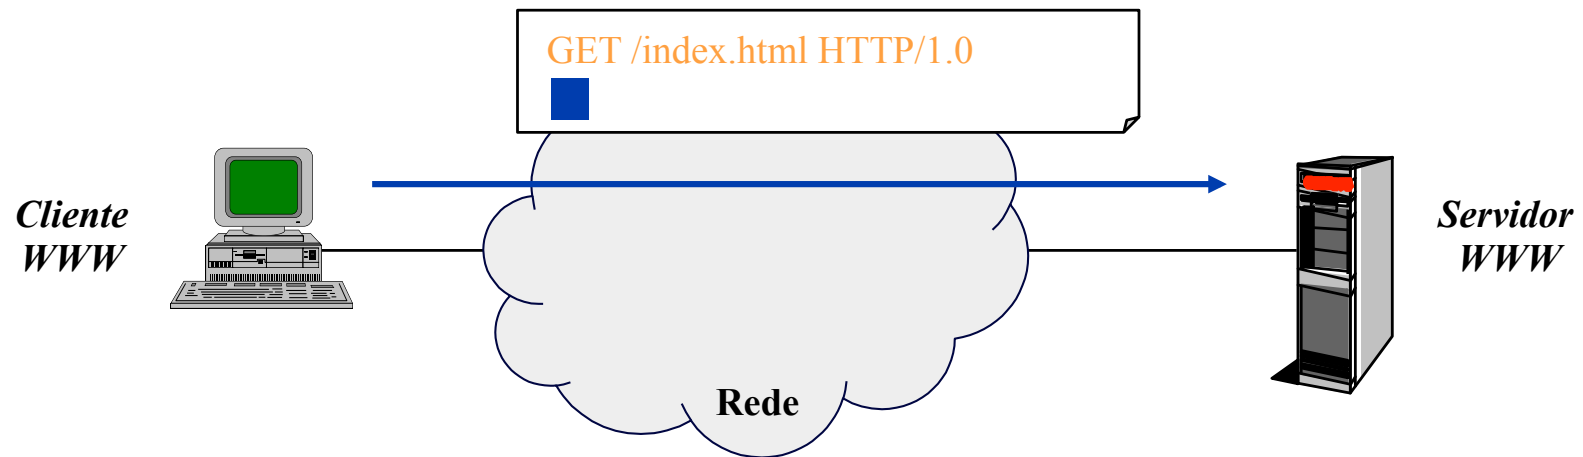 GET /index.html HTTP/1.0
Cliente
WWW
Servidor
WWW
Rede